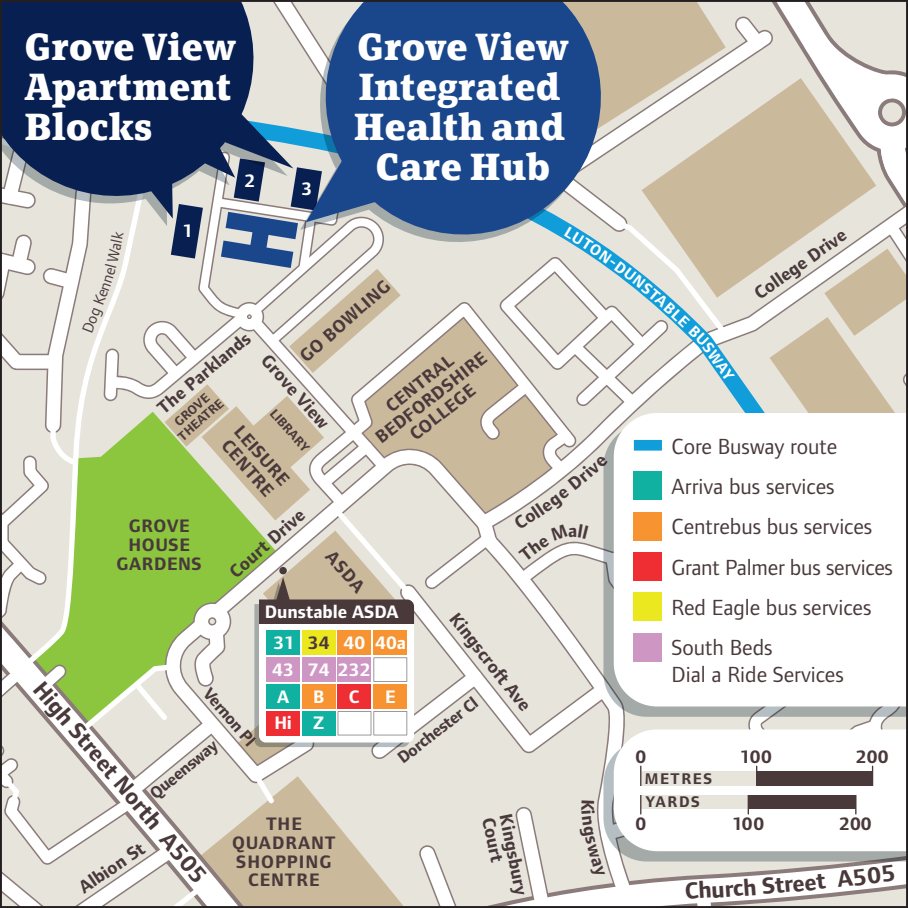 Grove View
Apartment
Blocks
Grove View
Integrated
Health and
Care Hub
1
2
3
Dog Kennel Walk
LUTON-DUNSTABLE BUSWAY
College Drive
GO BOWLING
The Parklands
Grove View
GROVE
THEATRE
LIBRARY
LEISURE
CENTRE
CENTRAL
BEDFORDSHIRE
COLLEGE
GROVE
HOUSE
GARDENS
Court Drive
ASDA
College Drive
The Mall
Core Busway route
Arriva bus services
Centrebus bus services
Grant Palmer bus services
Red Eagle bus services
South Beds
Dial a Ride Services
Dunstable ASDA
31 34 40 40a
43 74 232
A B C E
Hi Z
Kingscroft Ave
Dorchester Cl
Vernon Pl
Queensway
High Street North A505
Albion St
THE
QUADRANT
SHOPPING
CENTRE
Kingsbury
Court
Kingsway
0 100 200
METRES
YARDS
0 100 200
Church Street A505